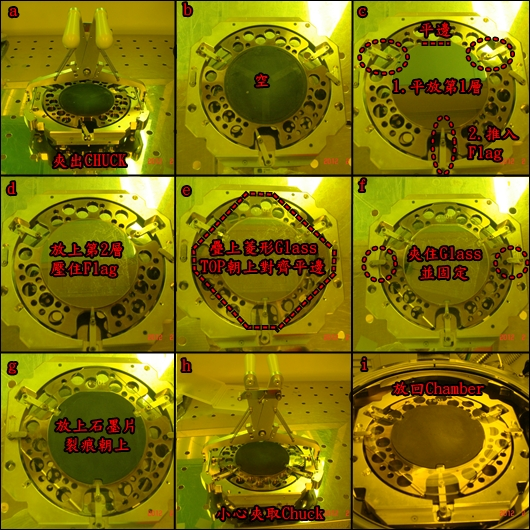 a
夾出CHUCK
b
空
c
平邊
1.平放第1層
2.推入
Flag
d
放上第2層
壓住Flag
e
疊上菱形Glass
TOP朝上對齊平邊
f
夾住Glass
並固定
g
放上石墨片
裂痕朝上
h
小心夾取Chuck
i
放回Chamber